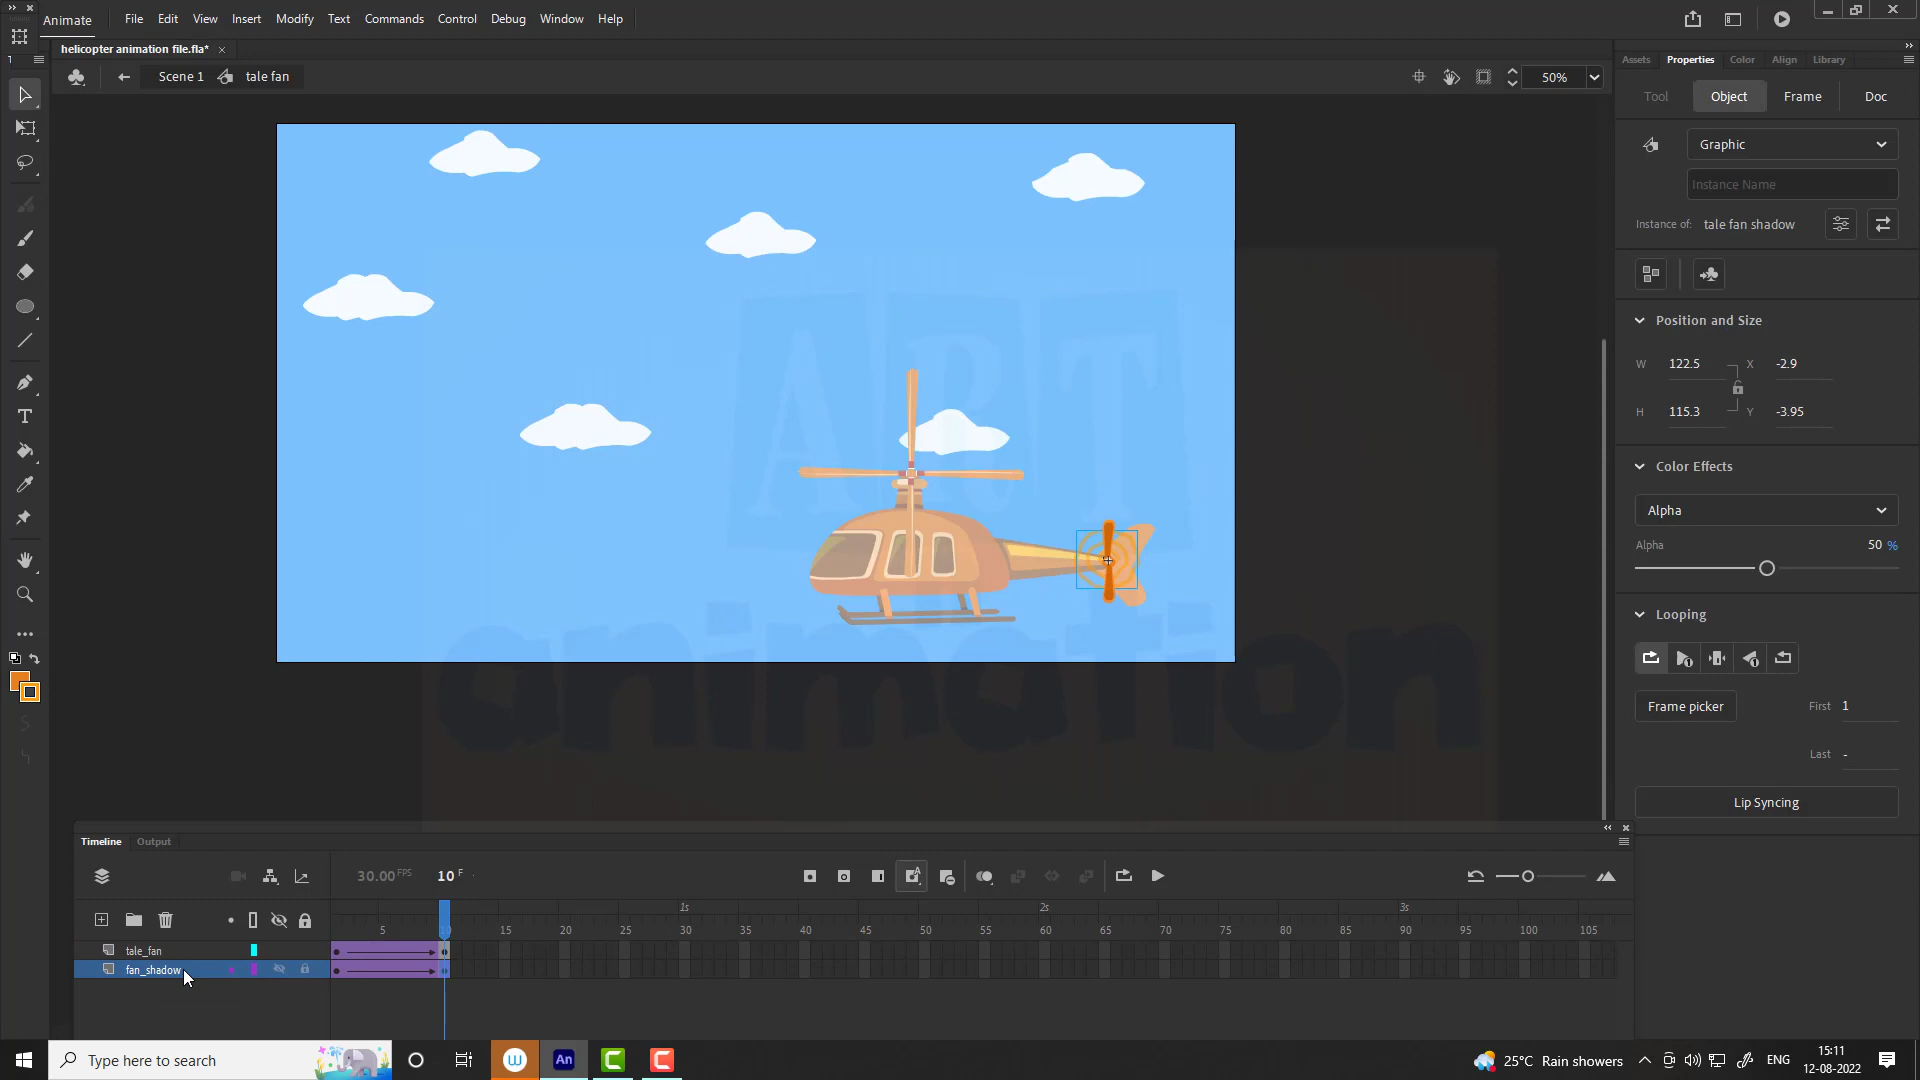 Animate File Edit View Insert Modify Text Commands Control Debug Window Help
helicopter animation file.fla*
Scene 1 tale fan 50%
Assets Properties Color Align Library
Tool Object Frame Doc
Graphic
Instance Name
Instance of: tale fan shadow
Position and Size
W 122.5 X -2.9
H 115.3 Y -3.95
Color Effects
Alpha
Alpha 50 %
Looping
Frame picker First 1
Last -
Lip Syncing
ART
animation
Timeline Output
30.00 FPS 10 F
1s 2s 3s
5 10 15 20 25 30 35 40 45 50 55 60 65 70 75 80 85 90 95 100 105
tale_fan
fan_shadow
Type here to search
An
25°C Rain showers
ENG
15:11
12-08-2022